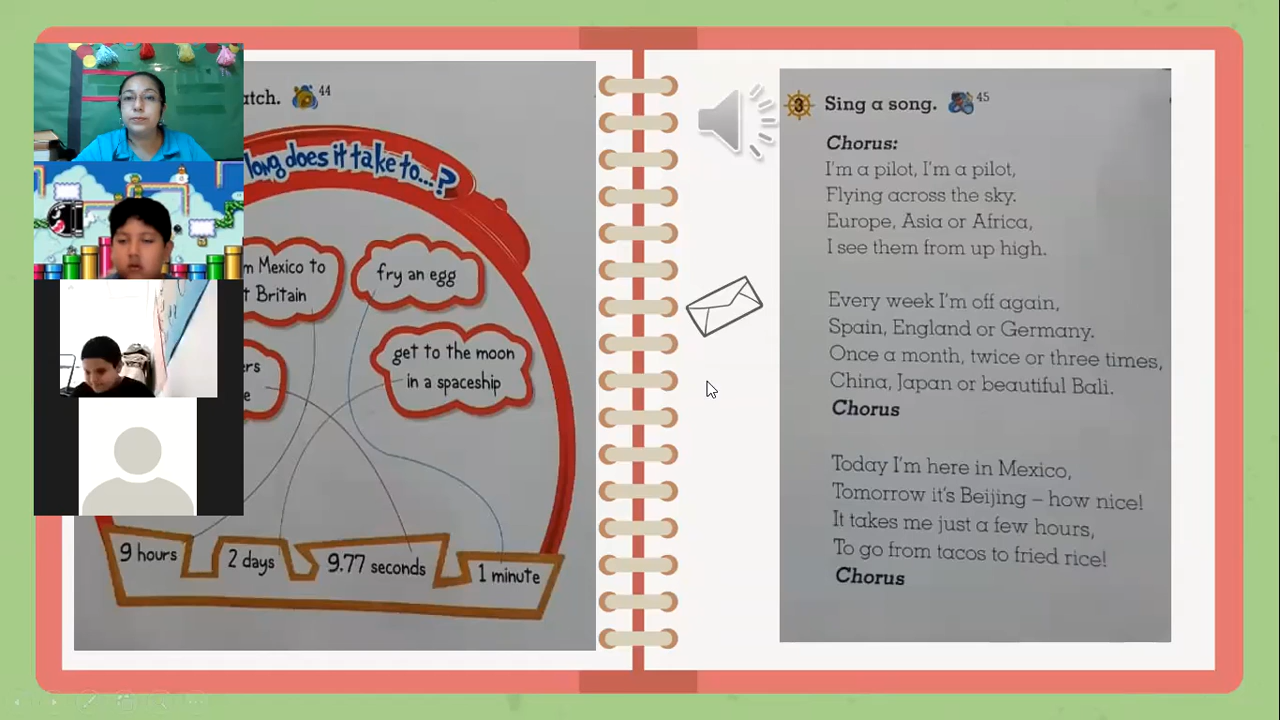 atch. 44
long does it take to...?
m Mexico to
t Britain
fry an egg
ers
e
get to the moon
in a spaceship
9 hours
2 days
9.77 seconds
1 minute
3 Sing a song. 45
Chorus:
I'm a pilot, I'm a pilot,
Flying across the sky.
Europe, Asia or Africa,
I see them from up high.
Every week I'm off again,
Spain, England or Germany.
Once a month, twice or three times,
China, Japan or beautiful Bali.
Chorus
Today I'm here in Mexico,
Tomorrow it's Beijing – how nice!
It takes me just a few hours,
To go from tacos to fried rice!
Chorus